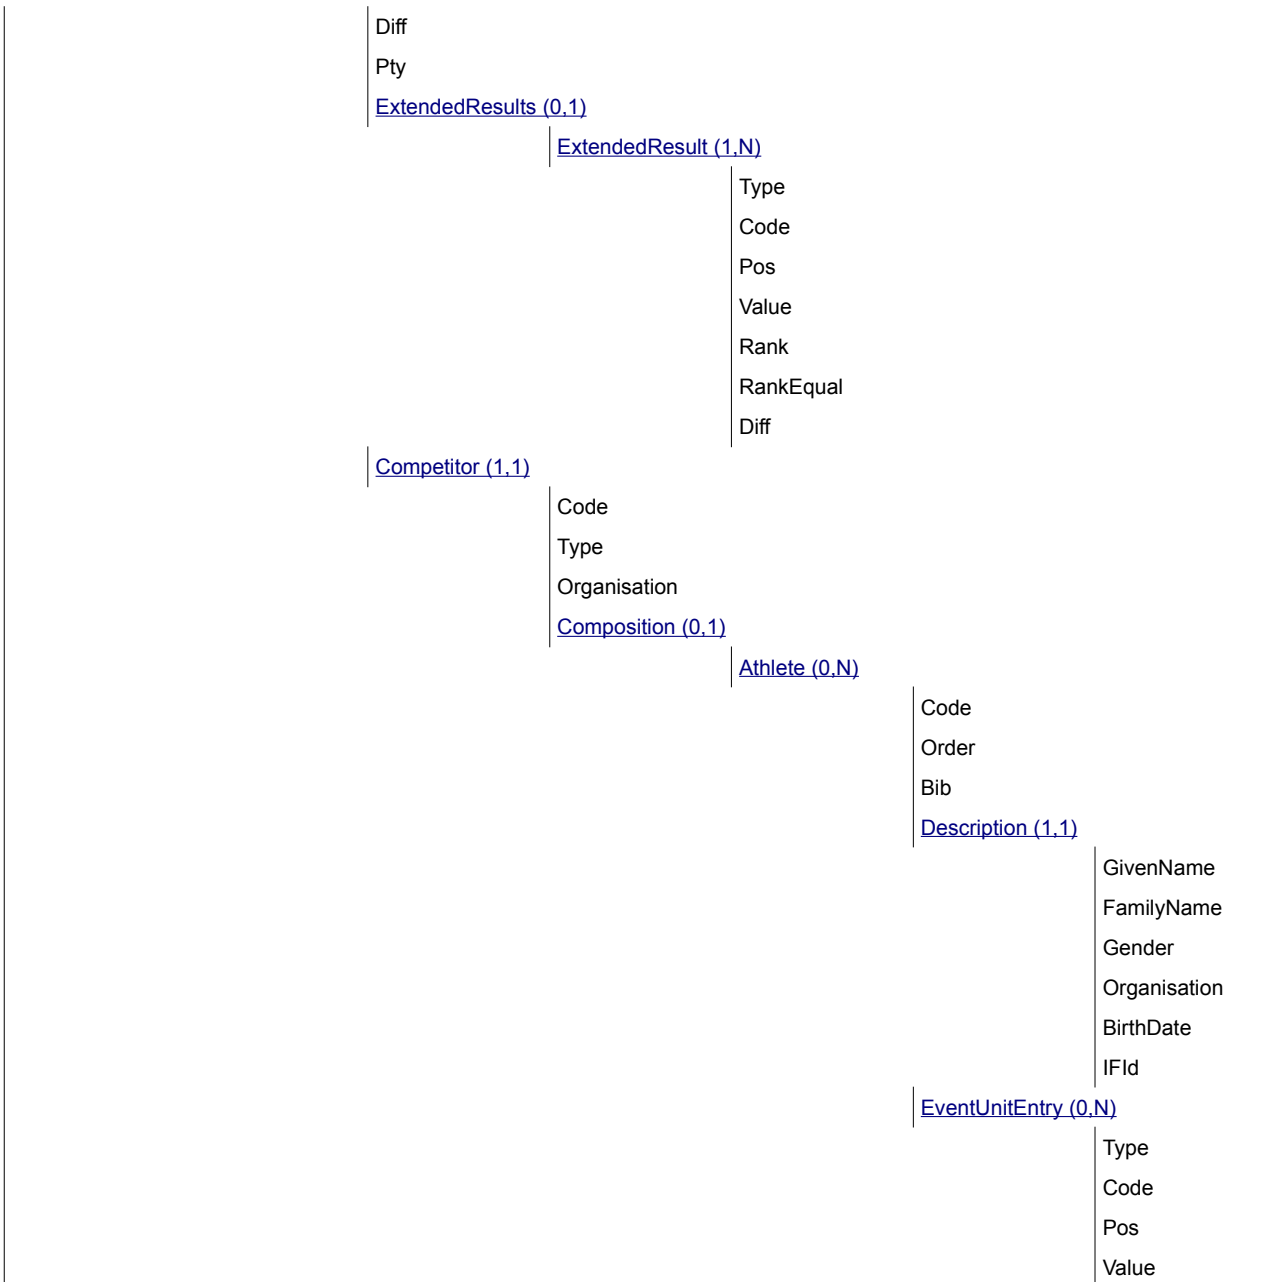 Diff
Pty
ExtendedResults (0,1)
ExtendedResult (1,N)
Type
Code
Pos
Value
Rank
RankEqual
Diff
Competitor (1,1)
Code
Type
Organisation
Composition (0,1)
Athlete (0,N)
Code
Order
Bib
Description (1,1)
GivenName
FamilyName
Gender
Organisation
BirthDate
IFId
EventUnitEntry (0,N)
Type
Code
Pos
Value